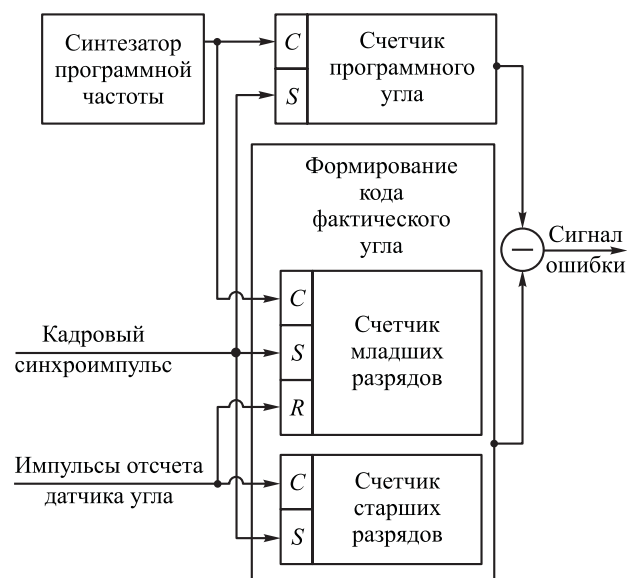 Синтезатор
программной
частоты
C
S
Счетчик
программного
угла
Формирование
кода
фактического
угла
−
Сигнал
ошибки
C
S
R
Счетчик
младших
разрядов
Кадровый
синхроимпульс
Импульсы отсчета
датчика угла
C
S
Счетчик
старших
разрядов